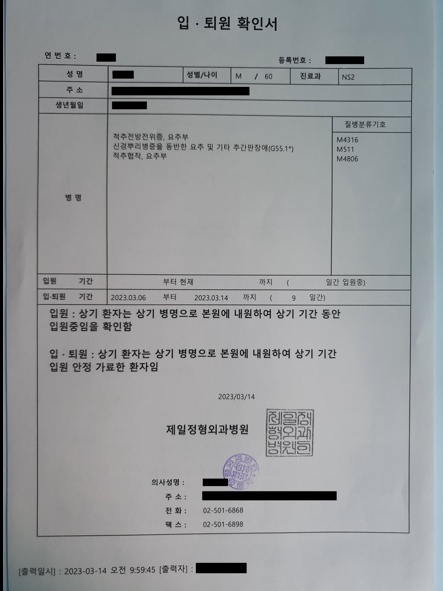 입 · 퇴원 확인서
연 번 호 :
등록번호 :
성 명 성별/나이 M / 60 진료과 NS2
주 소
생년월일
질병분류기호
병 명
척추전방전위증, 요추부 M4316
신경뿌리병증을 동반한 요추 및 기타 추간판장애(G55.1*) M511
척추협착, 요추부 M4806
입원 기간 부터 현재 까지 ( 일간 입원중)
입·퇴원 기간 2023.03.06 부터 2023.03.14 까지 ( 9 일간)
입원 : 상기 환자는 상기 병명으로 본원에 내원하여 상기 기간 동안
입원중임을 확인함
입 · 퇴원 : 상기 환자는 상기 병명으로 본원에 내원하여 상기 기간
입원 안정 가료한 환자임
2023/03/14
제일정형외과병원
제일정
형외과
병원인
의사성명 :
주 소 :
전 화 : 02-501-6868
팩 스 : 02-501-6898
[출력일시] : 2023-03-14 오전 9:59:45 [출력자] :